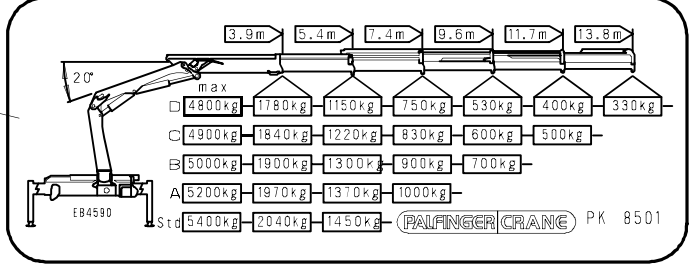 3.9m 5.4m 7.4m 9.6m 11.7m 13.8m
20°
max
D 4800kg 1780kg 1150kg 750kg 530kg 400kg 330kg
C 4900kg 1840kg 1220kg 830kg 600kg 500kg
B 5000kg 1900kg 1300kg 900kg 700kg
A 5200kg 1970kg 1370kg 1000kg
EB4590
Std 5400kg 2040kg 1450kg PALFINGER CRANE PK 8501